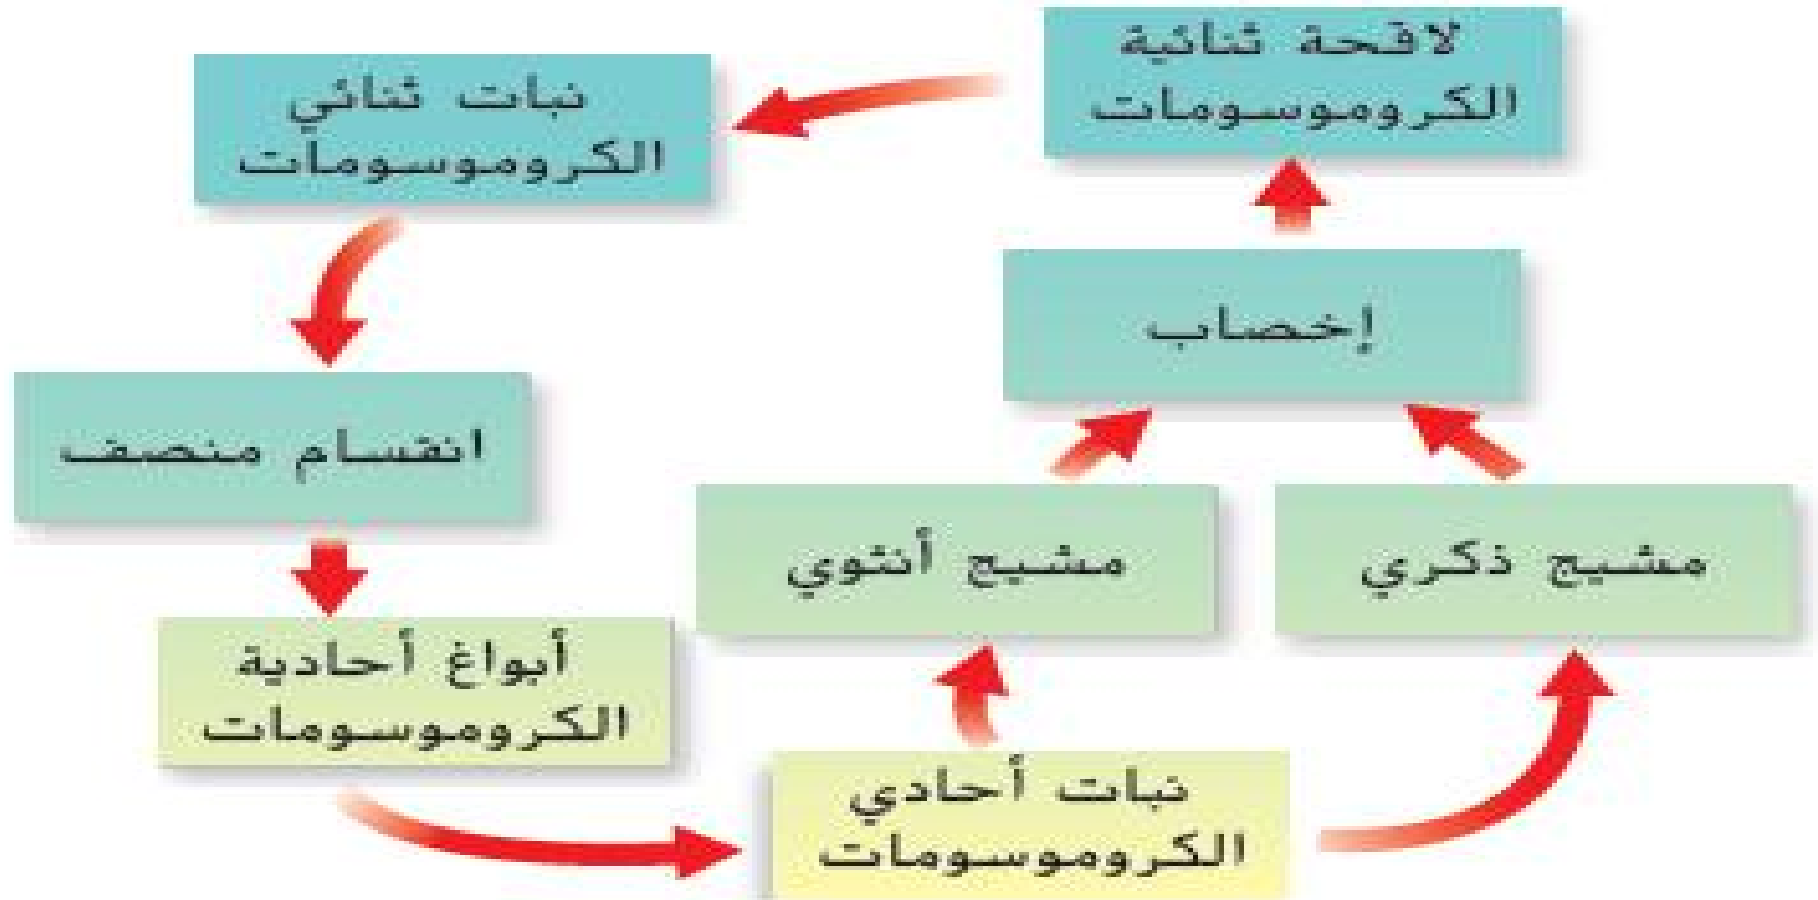 لاقحة ثنائية
الكروموسومات
نبات ثنائي
الكروموسومات
إخصاب
انقسام منصف
مشيج ذكري
مشيج أنثوي
أبواغ أحادية
الكروموسومات
نبات أحادي
الكروموسومات